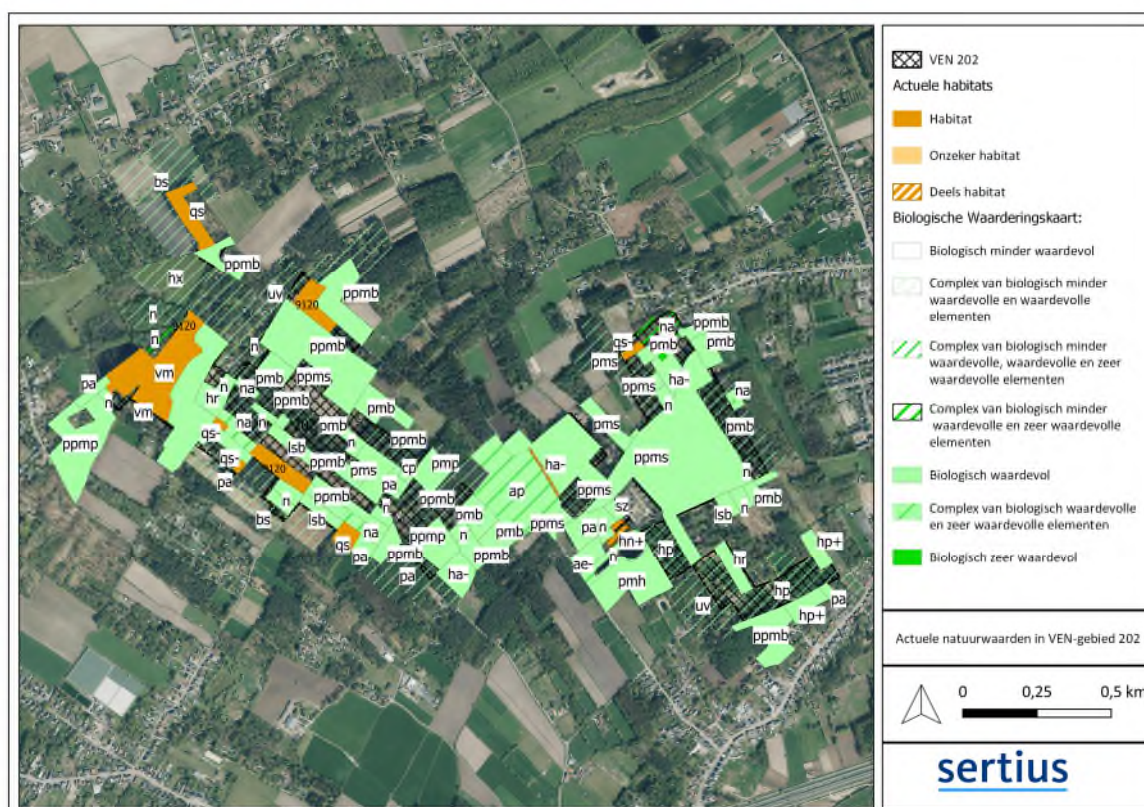 bs
qs
ppmb
hx
uv
9120
ppmb
n
9120
ppmb
na
ppmb
qs-
pmb
pmb
n
n
pms
vm
ppms
ha-
pa
n
pmb
ppms
na
hr
na
ppmb
n
vm
n
pmb
pms
pmb
ppmp
qs-
na
n
pmb
n
ppmb
lsb
ha-
ppms
qs-
9120
ppmb
pms
cp
pmp
n
pa
pa
ppms
ap
ppmb
pmb
n
n
sz
pmb
bs
lsb
ppmb
n
lsb
n
na
ppmp
n
pmb
ppms
pa
n
qs
pa
ppmb
ppmb
hn+
hp
hp+
pa
ha-
ae-
n
hr
pmh
hp
pa
uv
hp+
ppmb
VEN 202
Actuele habitats
Habitat
Onzeker habitat
Deels habitat
Biologische Waarderingskaart:
Biologisch minder waardevol
Complex van biologisch minder
waardevolle en waardevolle
elementen
Complex van biologisch minder
waardevolle, waardevolle en zeer
waardevolle elementen
Complex van biologisch minder
waardevolle en zeer waardevolle
elementen
Biologisch waardevol
Complex van biologisch waardevolle
en zeer waardevolle elementen
Biologisch zeer waardevol
Actuele natuurwaarden in VEN-gebied 202
0 0,25 0,5 km
sertius